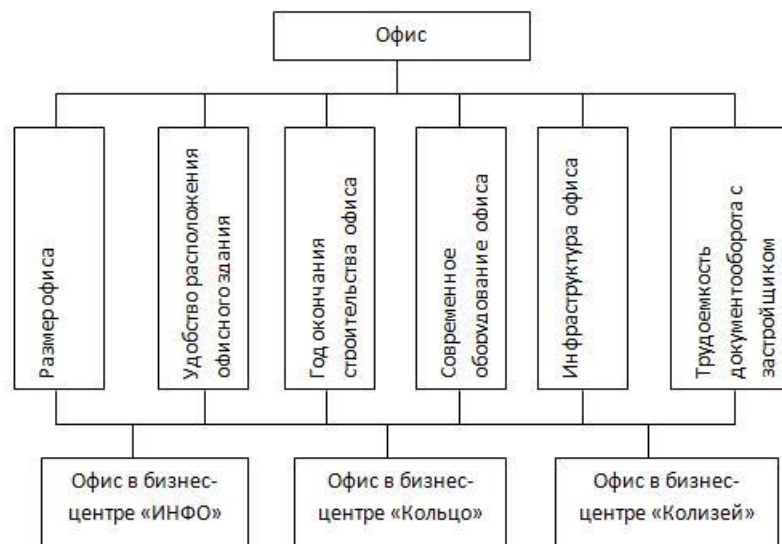 Офис
Размер офиса
Удобство расположения
офисного здания
Год окончания
строительства офиса
Современное
оборудование офиса
Инфраструктура офиса
Трудоемкость
документооборота с
застройщиком
Офис в бизнес-
центре «ИНФО»
Офис в бизнес-
центре «Кольцо»
Офис в бизнес-
центре «Колизей»